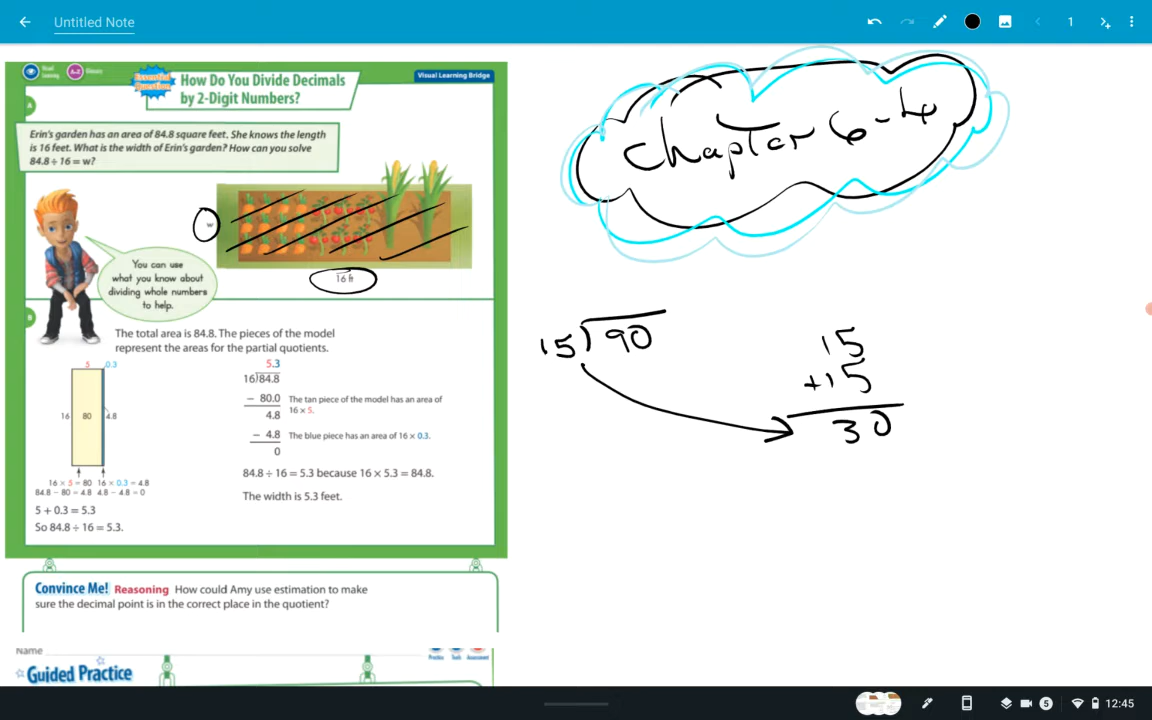 Untitled Note
1
Visual Learning
A-Z
Glossary
Essential Question
How Do You Divide Decimals
by 2-Digit Numbers?
Visual Learning Bridge
A
Erin's garden has an area of 84.8 square feet. She knows the length
is 16 feet. What is the width of Erin's garden? How can you solve
84.8 ÷ 16 = w?
w
16 ft
You can use
what you know about
dividing whole numbers
to help.
B
The total area is 84.8. The pieces of the model
represent the areas for the partial quotients.
5 0.3
16 80 4.8
16 × 5 = 80 16 × 0.3 = 4.8
84.8 − 80 = 4.8 4.8 − 4.8 = 0
5 + 0.3 = 5.3
So 84.8 ÷ 16 = 5.3.
5.3
16)84.8
− 80.0 The tan piece of the model has an area of
4.8 16 × 5.
− 4.8 The blue piece has an area of 16 × 0.3.
0
84.8 ÷ 16 = 5.3 because 16 × 5.3 = 84.8.
The width is 5.3 feet.
Convince Me! Reasoning How could Amy use estimation to make
sure the decimal point is in the correct place in the quotient?
Name
Practice Tools Assessment
Guided Practice
Chapter 6-4
15)90
15
+15
30
5
12:45